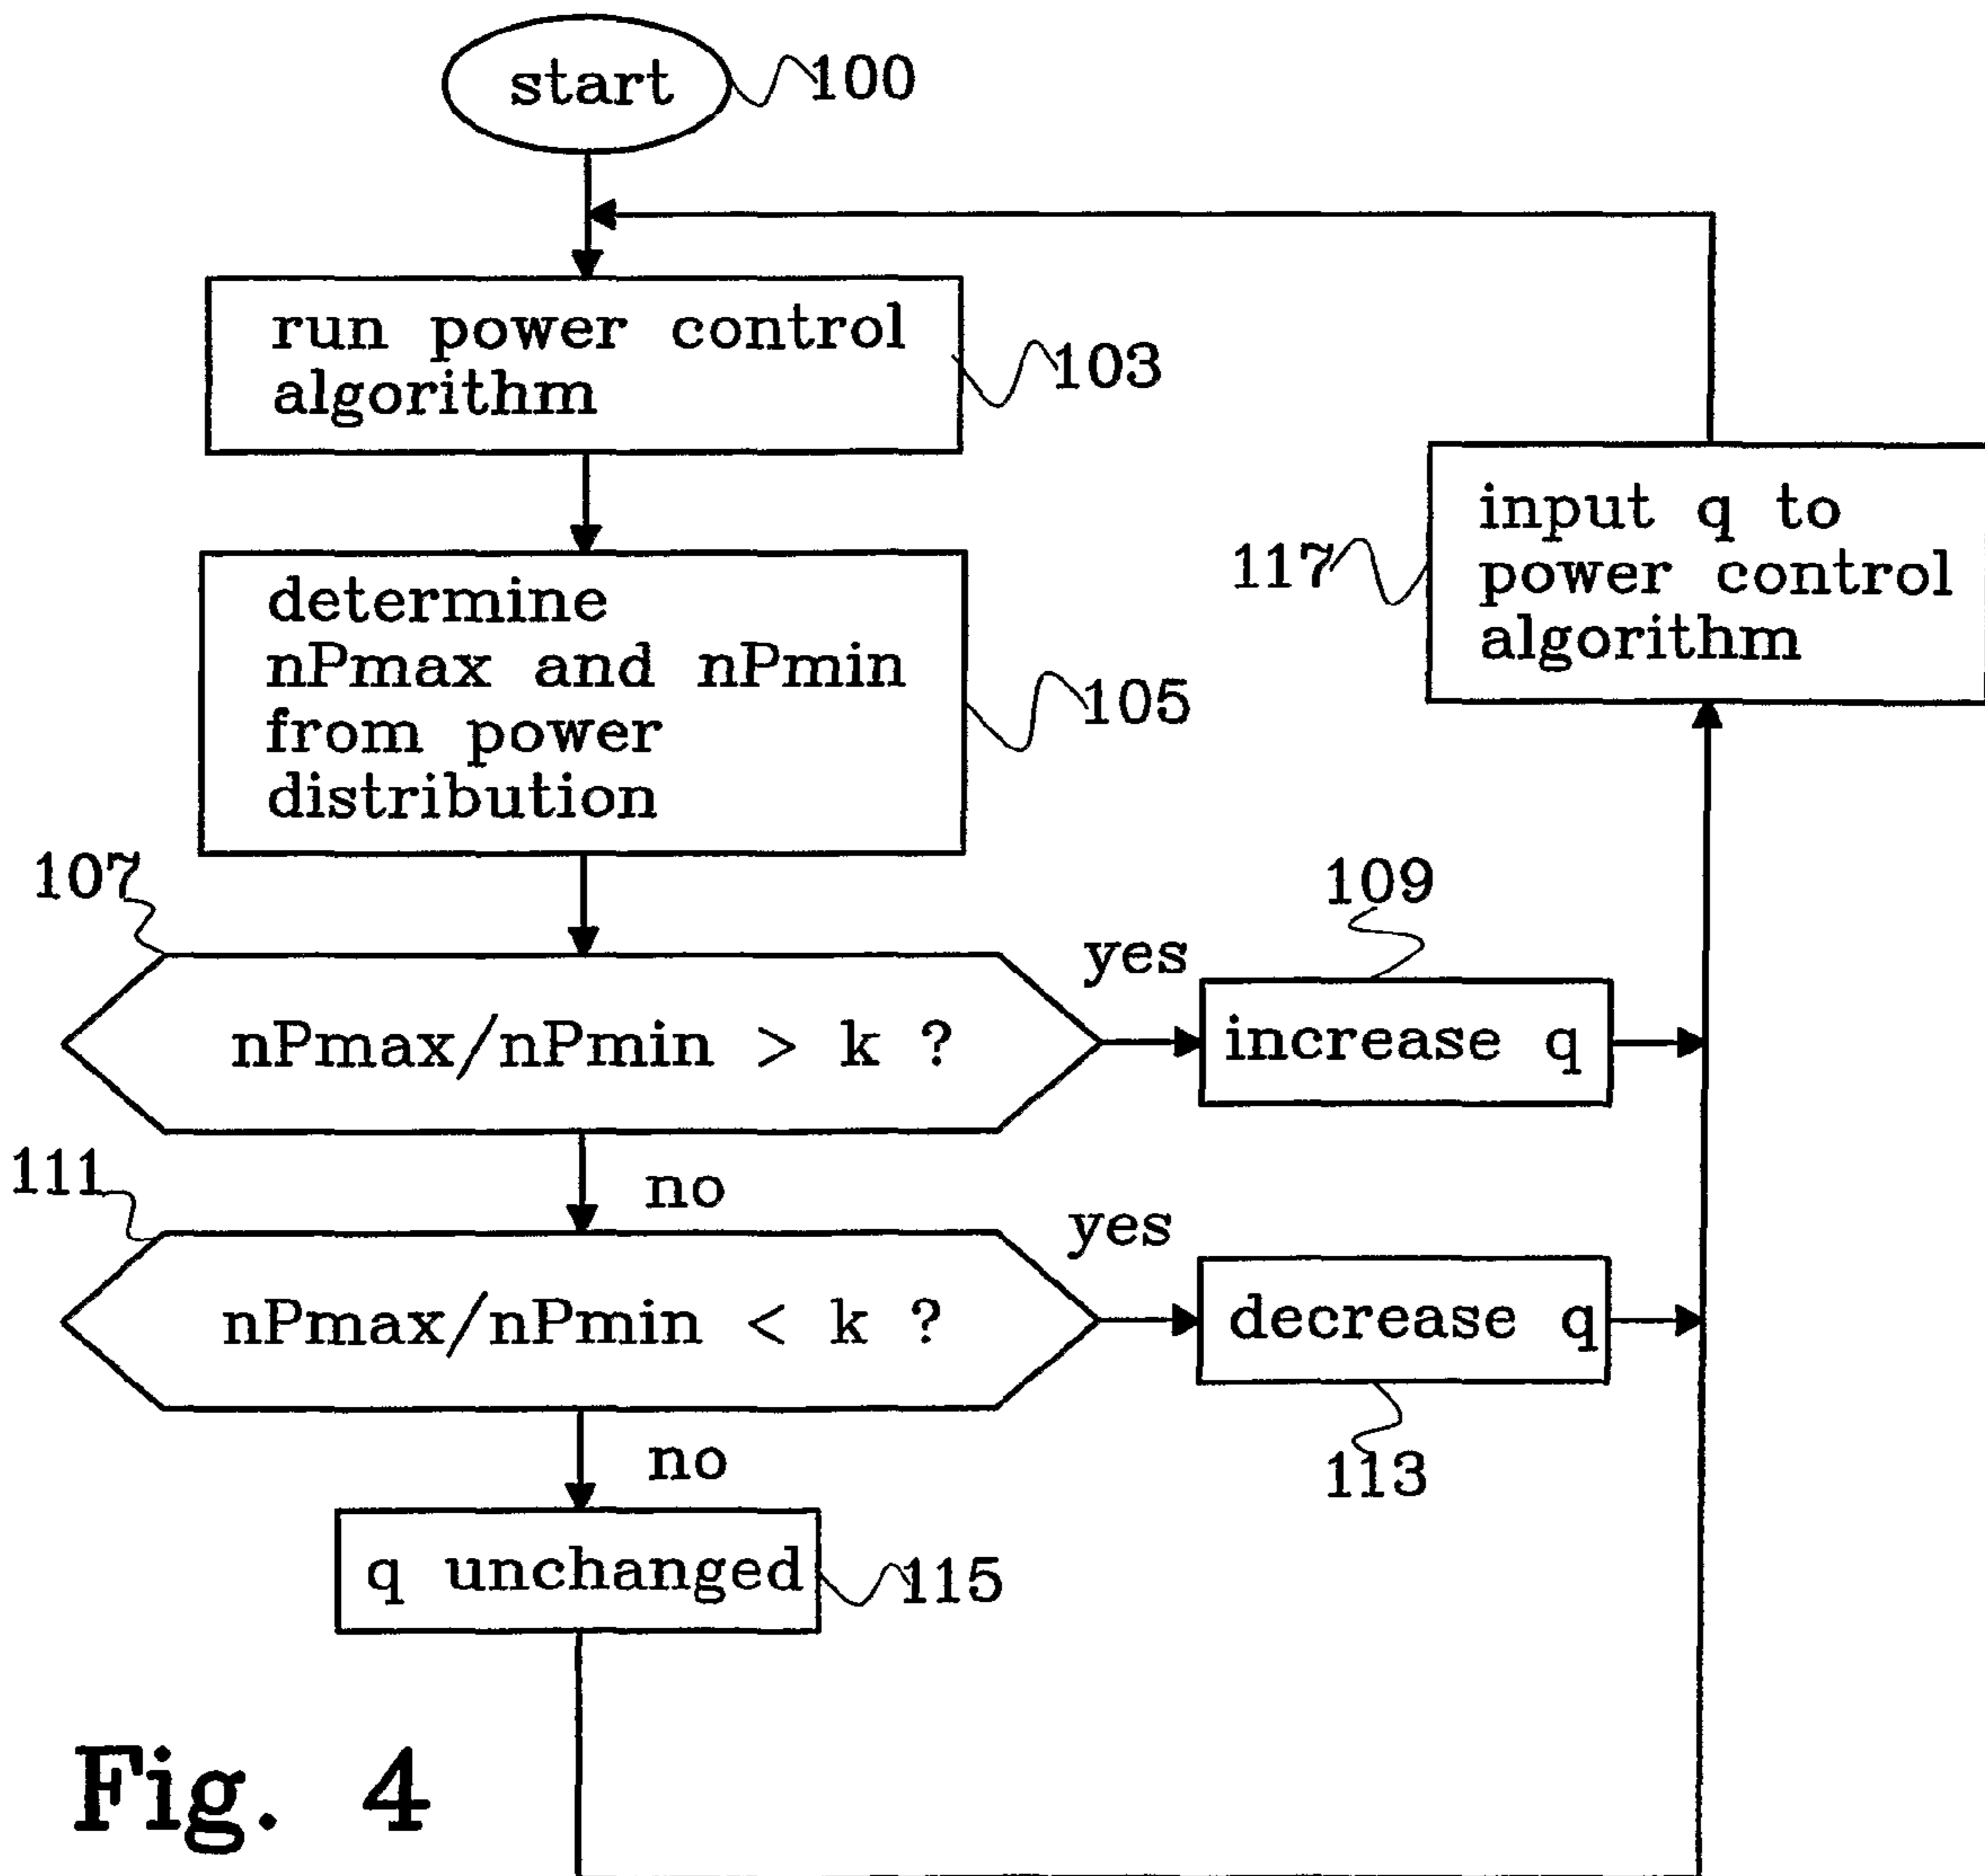 start
100
run power control
algorithm
103
input q to
power control
algorithm
117
determine
nPmax and nPmin
from power
distribution
105
107
nPmax/nPmin > k ?
yes
109
increase q
no
111
nPmax/nPmin < k ?
yes
decrease q
113
no
q unchanged
115
Fig. 4